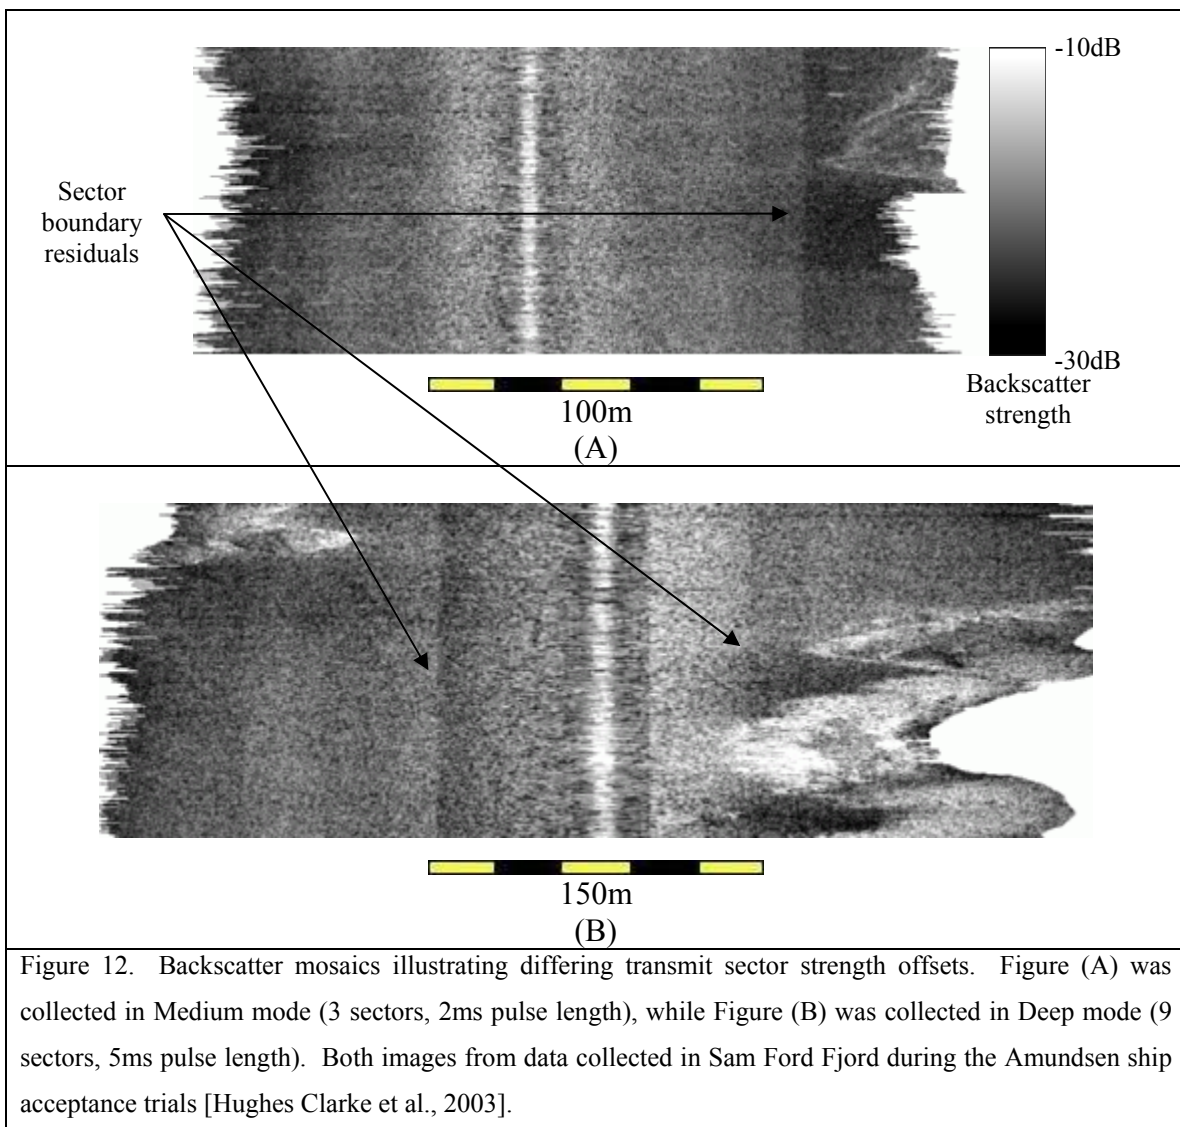 -10dB
Sector
boundary
residuals
-30dB
Backscatter
strength
100m
(A)
150m
(B)
Figure 12. Backscatter mosaics illustrating differing transmit sector strength offsets. Figure (A) was
collected in Medium mode (3 sectors, 2ms pulse length), while Figure (B) was collected in Deep mode (9
sectors, 5ms pulse length). Both images from data collected in Sam Ford Fjord during the Amundsen ship
acceptance trials [Hughes Clarke et al., 2003].